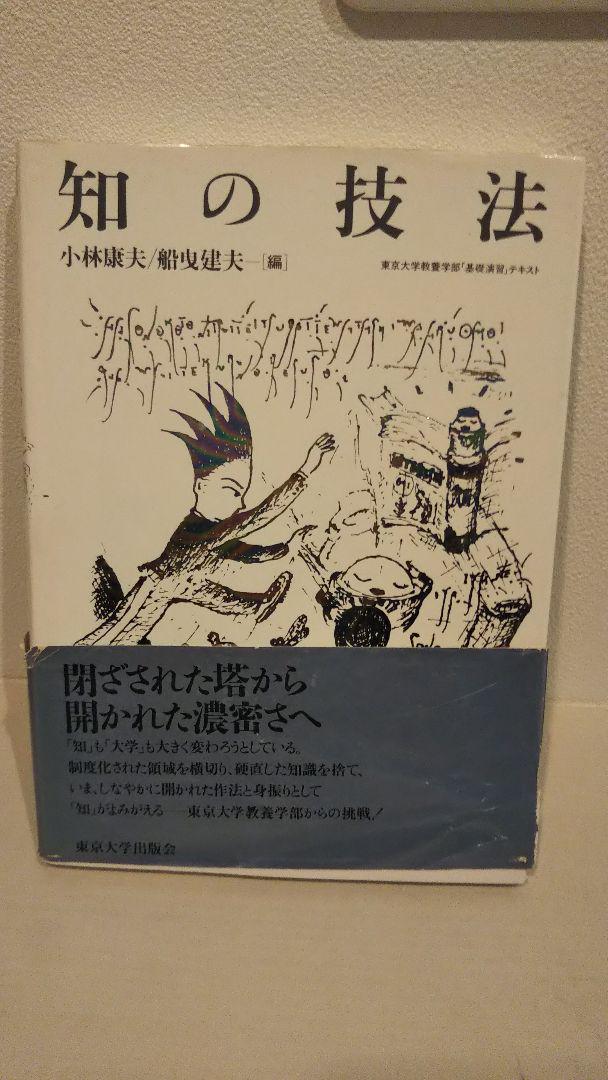 知の技法
小林康夫/船曳建夫―[編]
東京大学教養学部「基礎演習」テキスト
閉ざされた塔から
開かれた濃密さへ
「知」も「大学」も大きく変わろうとしている。
制度化された領域を横切り、硬直した知識を捨て、
いま、しなやかに開かれた作法と身振りとして
「知」がよみがえる――東京大学教養学部からの挑戦!
東京大学出版会